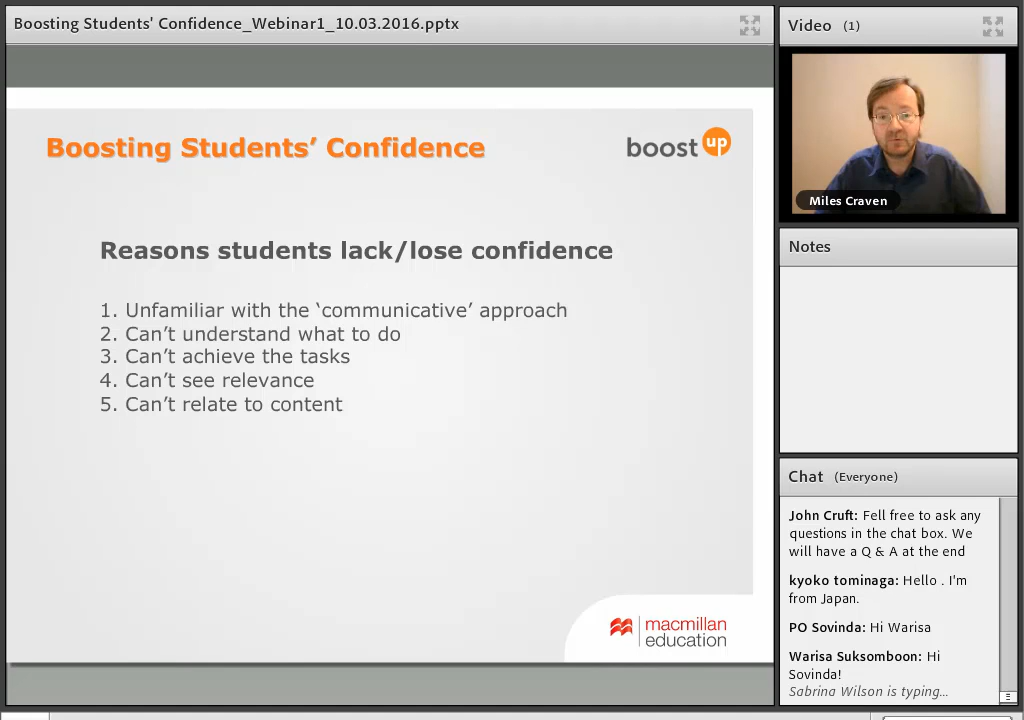 Boosting Students' Confidence_Webinar1_10.03.2016.pptx
Boosting Students’ Confidence
boost up
Reasons students lack/lose confidence
1. Unfamiliar with the ‘communicative’ approach
2. Can’t understand what to do
3. Can’t achieve the tasks
4. Can’t see relevance
5. Can’t relate to content
macmillan
education
Video (1)
Miles Craven
Notes
Chat (Everyone)
John Cruft: Fell free to ask any
questions in the chat box. We
will have a Q & A at the end
kyoko tominaga: Hello . I'm
from Japan.
PO Sovinda: Hi Warisa
Warisa Suksomboon: Hi
Sovinda!
Sabrina Wilson is typing...